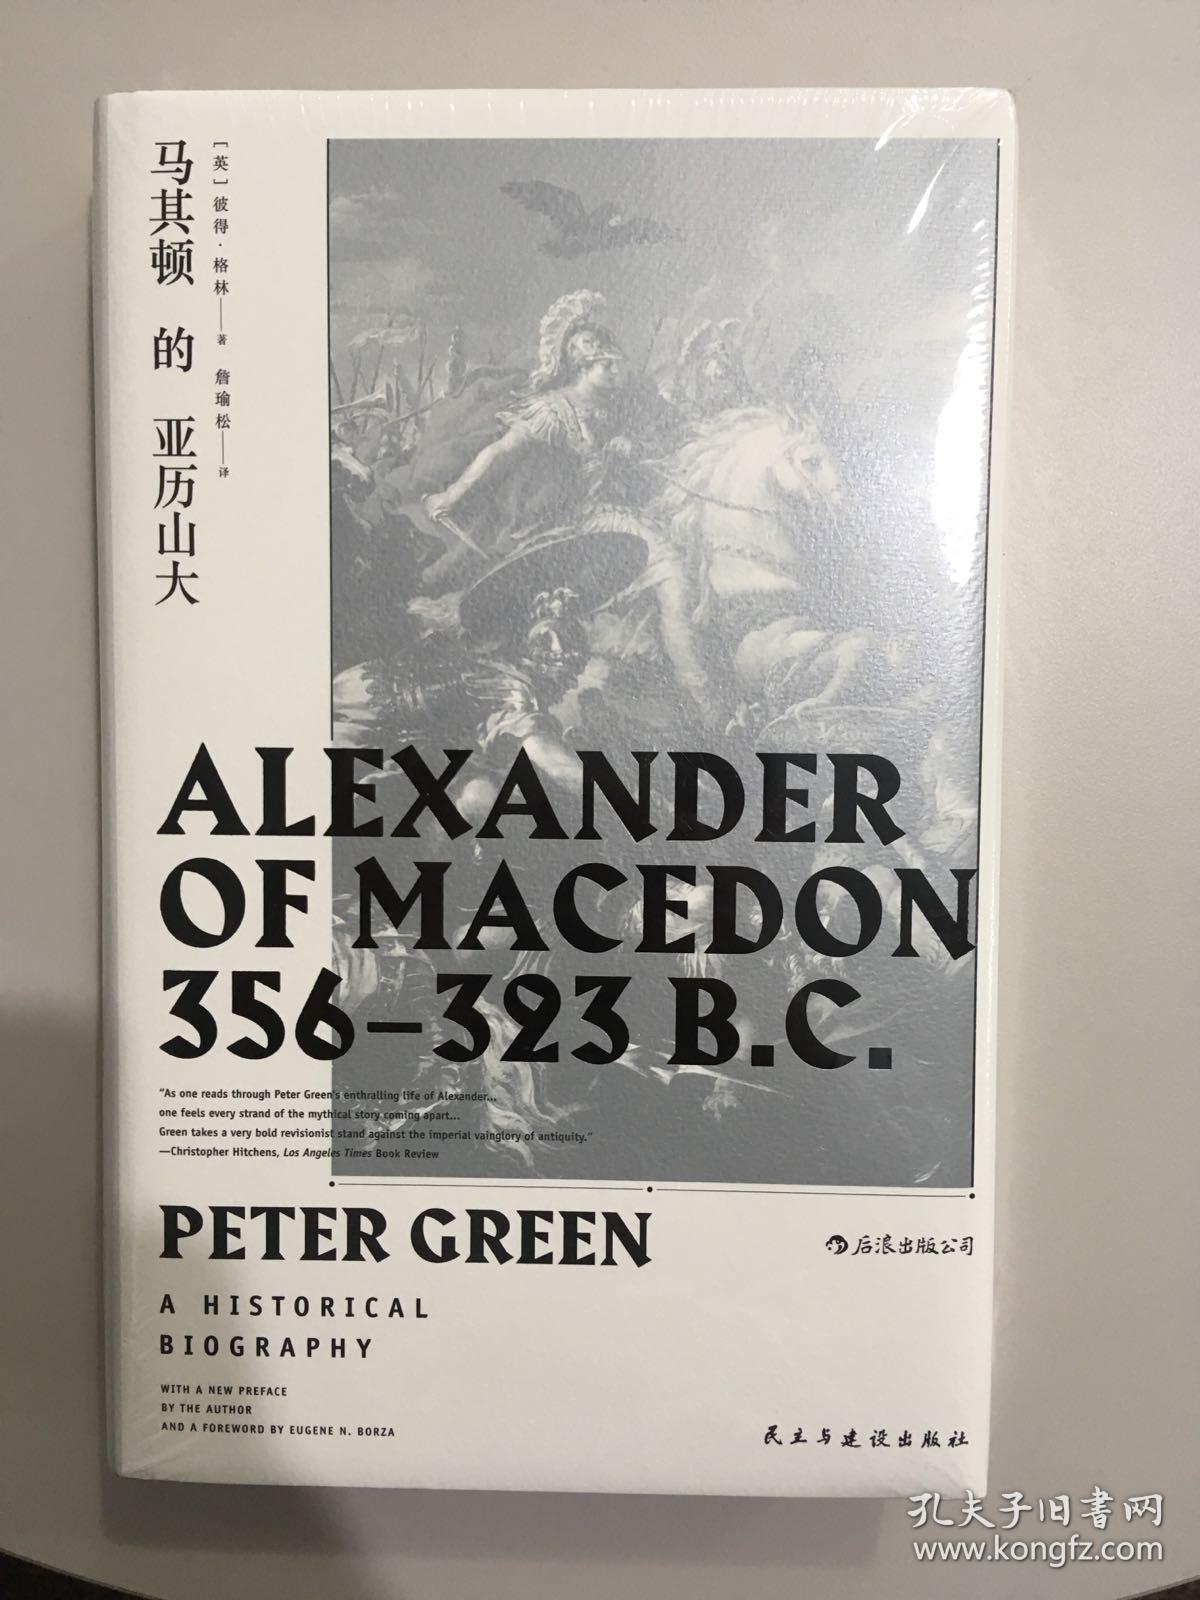 马其顿 的 亚历山大
［英］彼得·格林——著 詹瑜松——译
ALEXANDER
OF MACEDON
356–323 B.C.
“As one reads through Peter Green's enthralling life of Alexander...
one feels every strand of the mythical story coming apart...
Green takes a very bold revisionist stand against the imperial vainglory of antiquity.”
—Christopher Hitchens, Los Angeles Times Book Review
PETER GREEN
后浪出版公司
A HISTORICAL
BIOGRAPHY
WITH A NEW PREFACE
BY THE AUTHOR
AND A FOREWORD BY EUGENE N. BORZA
民主与建设出版社
孔夫子旧书网
www.kongfz.com